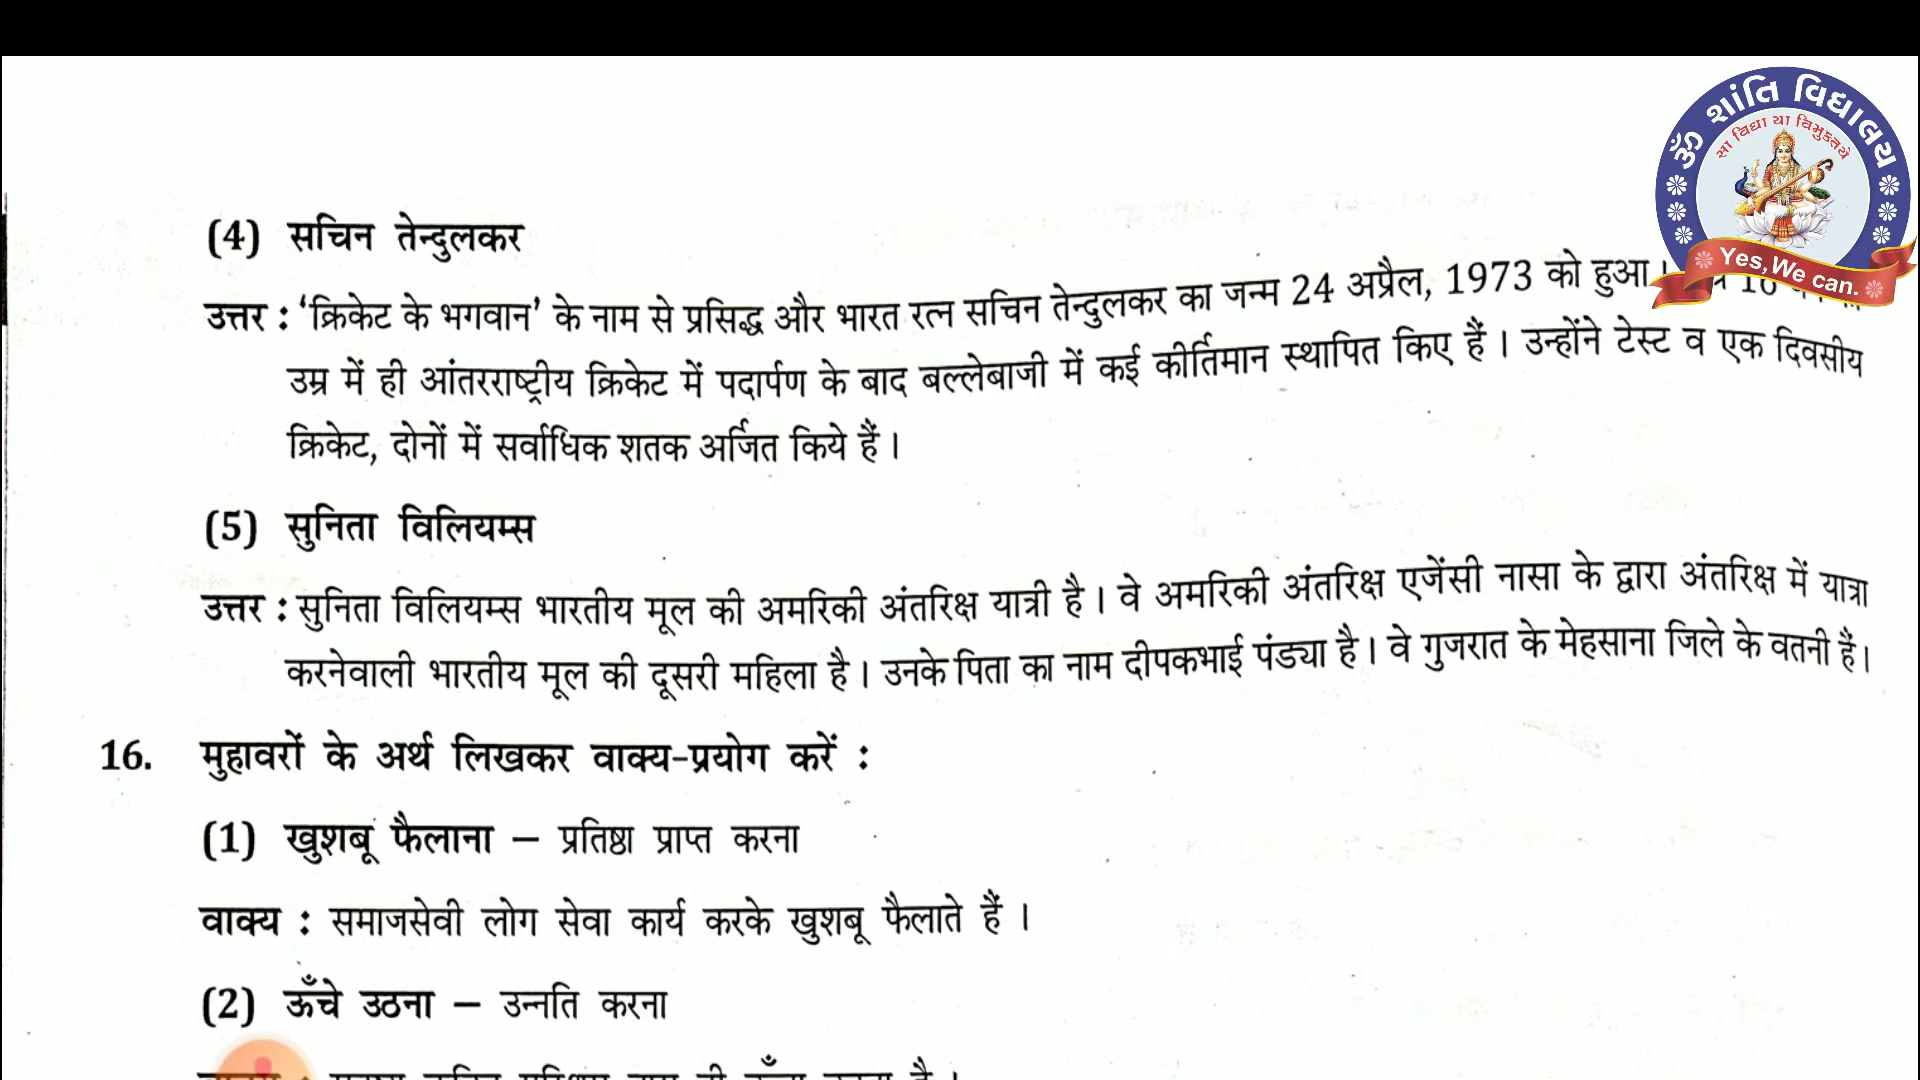 ૐ શાંતિ વિદ્યાલય
સા વિદ્યા યા વિમુક્તયે
Yes, We can.
(4) सचिन तेन्दुलकर
उत्तर : ‘क्रिकेट के भगवान’ के नाम से प्रसिद्ध और भारत रत्न सचिन तेन्दुलकर का जन्म 24 अप्रैल, 1973 को हुआ।
उम्र में ही आंतरराष्ट्रीय क्रिकेट में पदार्पण के बाद बल्लेबाजी में कई कीर्तिमान स्थापित किए हैं । उन्होंने टेस्ट व एक दिवसीय
क्रिकेट, दोनों में सर्वाधिक शतक अर्जित किये हैं ।
(5) सुनिता विलियम्स
उत्तर : सुनिता विलियम्स भारतीय मूल की अमरिकी अंतरिक्ष यात्री है । वे अमरिकी अंतरिक्ष एजेंसी नासा के द्वारा अंतरिक्ष में यात्रा
करनेवाली भारतीय मूल की दूसरी महिला है । उनके पिता का नाम दीपकभाई पंड्या है । वे गुजरात के मेहसाना जिले के वतनी हैं।
16. मुहावरों के अर्थ लिखकर वाक्य-प्रयोग करें :
(1) खुशबू फैलाना – प्रतिष्ठा प्राप्त करना
वाक्य : समाजसेवी लोग सेवा कार्य करके खुशबू फैलाते हैं ।
(2) ऊँचे उठना – उन्नति करना